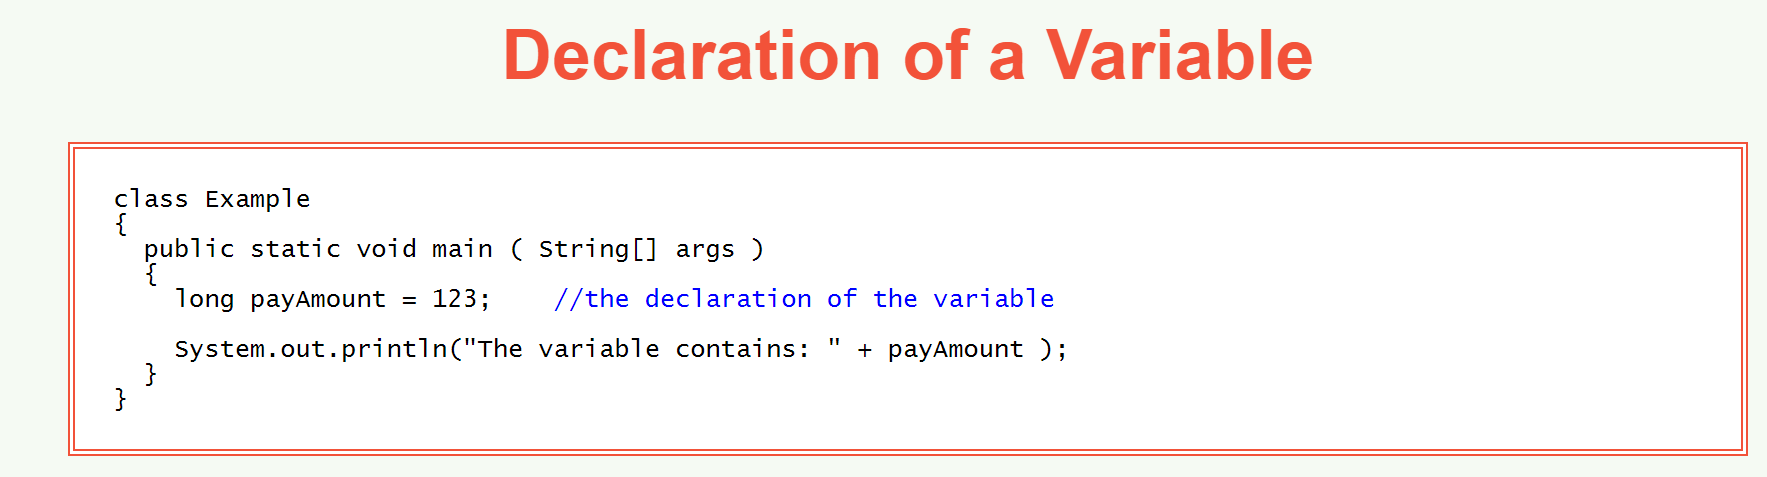 Declaration of a Variable
class Example
{
  public static void main ( String[] args )
  {
    long payAmount = 123;    //the declaration of the variable
    System.out.println("The variable contains: " + payAmount );
  }
}